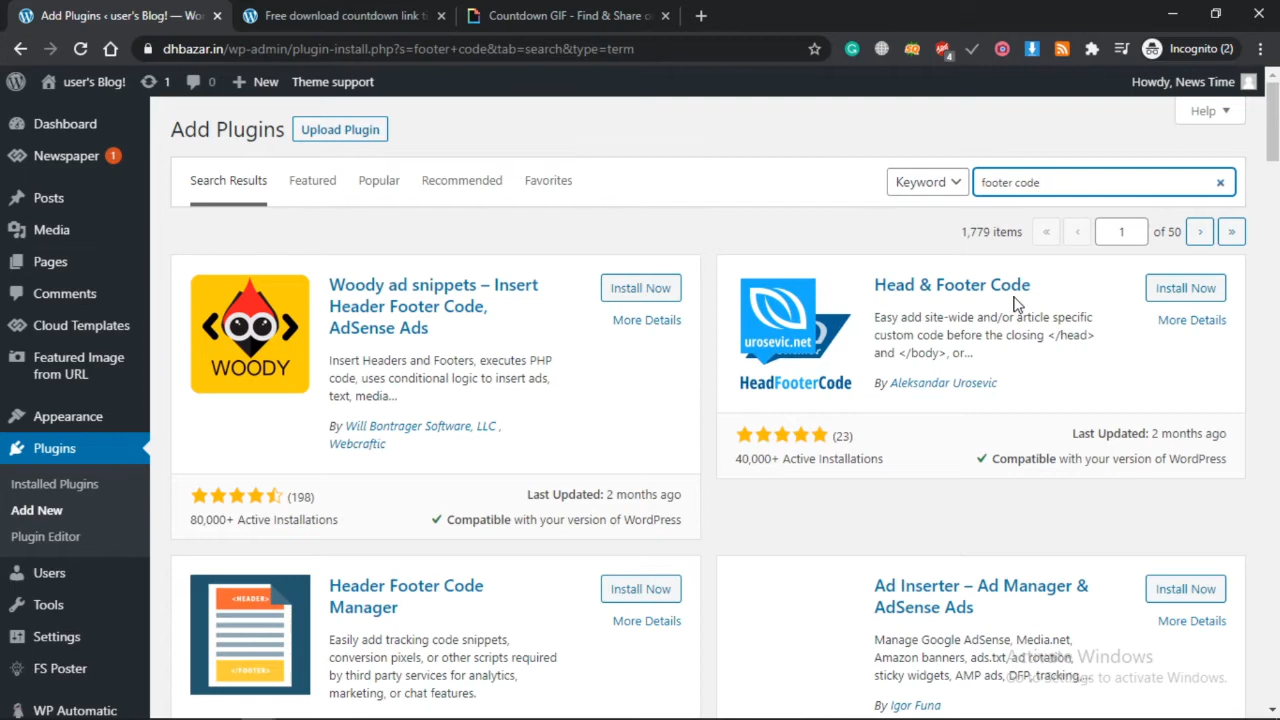 Add Plugins ‹ user's Blog! — Wor
Free download countdown link ti
Countdown GIF - Find & Share o
dhbazar.in/wp-admin/plugin-install.php?s=footer+code&tab=search&type=term
4
Incognito (2)
user's Blog!
1
0
New
Theme support
Howdy, News Time
Dashboard
Newspaper 1
Posts
Media
Pages
Comments
Cloud Templates
Featured Image
from URL
Appearance
Plugins
Installed Plugins
Add New
Plugin Editor
Users
Tools
Settings
FS Poster
WP Automatic
Help
Add Plugins
Upload Plugin
Search Results
Featured
Popular
Recommended
Favorites
Keyword
footer code
1,779 items
«
‹
1
of 50
›
»
WOODY
Woody ad snippets – Insert
Header Footer Code,
AdSense Ads
Install Now
More Details
Insert Headers and Footers, executes PHP
code, uses conditional logic to insert ads,
text, media...
By Will Bontrager Software, LLC ,
Webcraftic
(198)
80,000+ Active Installations
Last Updated: 2 months ago
Compatible with your version of WordPress
urosevic.net
HeadFooterCode
Head & Footer Code
Install Now
More Details
Easy add site-wide and/or article specific
custom code before the closing </head>
and </body>, or...
By Aleksandar Urosevic
(23)
40,000+ Active Installations
Last Updated: 2 months ago
Compatible with your version of WordPress
<HEADER>
</FOOTER>
Header Footer Code
Manager
Install Now
More Details
Easily add tracking code snippets,
conversion pixels, or other scripts required
by third party services for analytics,
marketing, or chat features.
Ad Inserter – Ad Manager &
AdSense Ads
Install Now
More Details
Manage Google AdSense, Media.net,
Amazon banners, ads.txt, ad rotation,
sticky widgets, AMP ads, DFP, tracking,...
By Igor Funa
Activate Windows
Go to Settings to activate Windows.